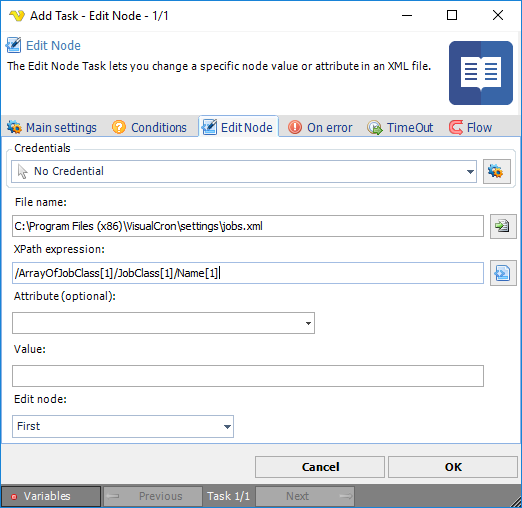 Add Task - Edit Node - 1/1
Edit Node
The Edit Node Task lets you change a specific node value or attribute in an XML file.
Main settings Conditions Edit Node On error TimeOut Flow
Credentials
No Credential
File name:
C:\Program Files (x86)\VisualCron\settings\jobs.xml
XPath expression:
/ArrayOfJobClass[1]/JobClass[1]/Name[1]
Attribute (optional):
Value:
Edit node:
First
Cancel OK
Variables Previous Task 1/1 Next